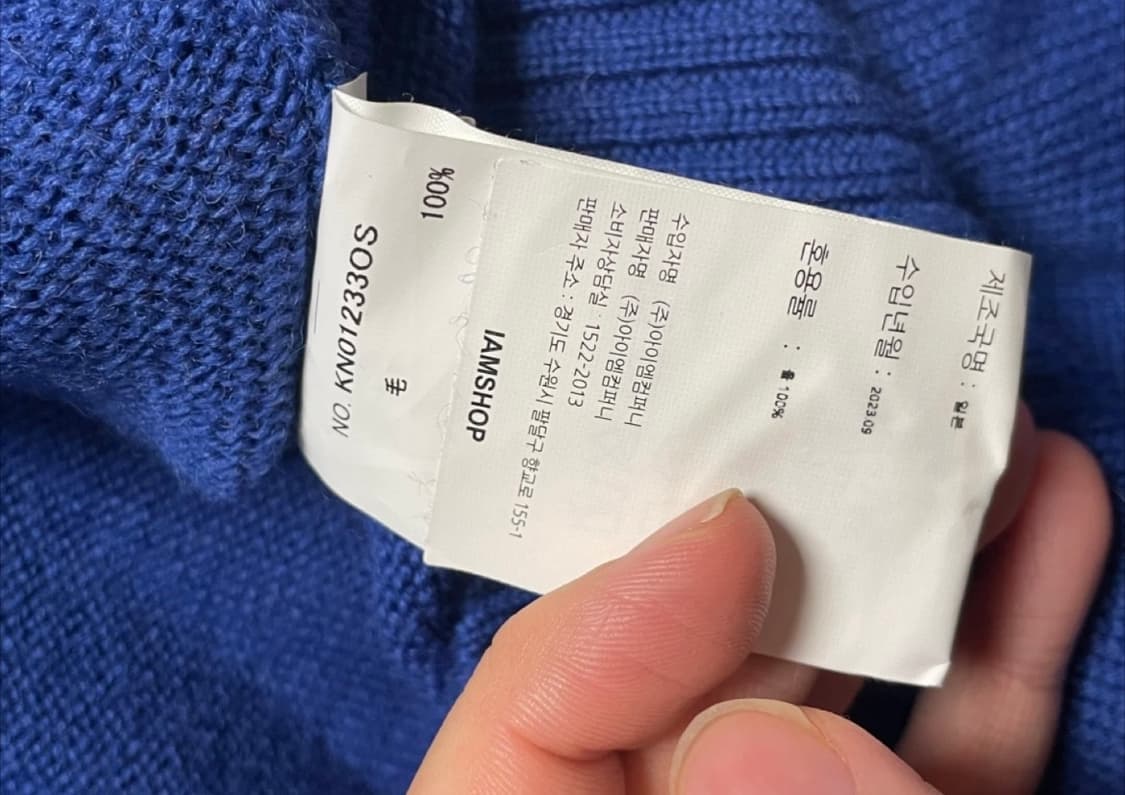 제조국명 : 일본
수입년월 : 2023.09
혼용률 : 울 100%
수입자명 (주)아이엠컴퍼니
판매자명 (주)아이엠컴퍼니
소비자상담실 : 1522-2013
판매자 주소 : 경기도 수원시 팔달구 향교로 155-1
IAMSHOP
毛
100%
NO. KN01233OS